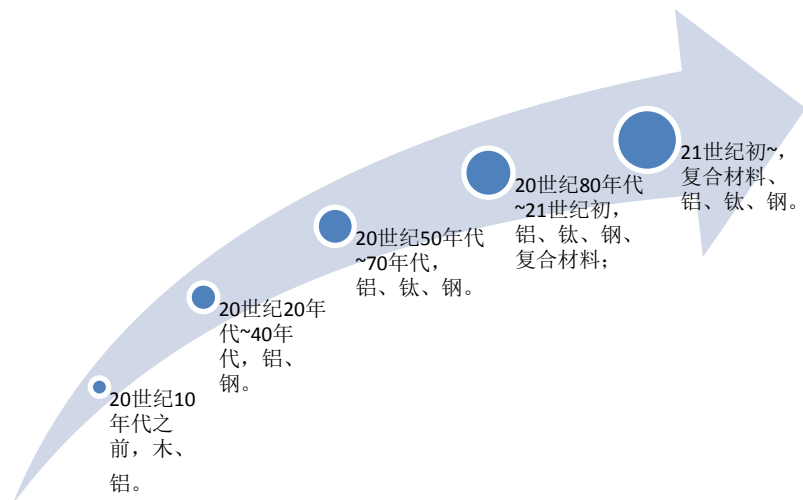 20世纪10
年代之
前，木、
铝。
20世纪20年
代~40年
代，铝、
钢。
20世纪50年代
~70年代，
铝、钛、钢。
20世纪80年代
~21世纪初，
铝、钛、钢、
复合材料；
21世纪初~，
复合材料、
铝、钛、钢。